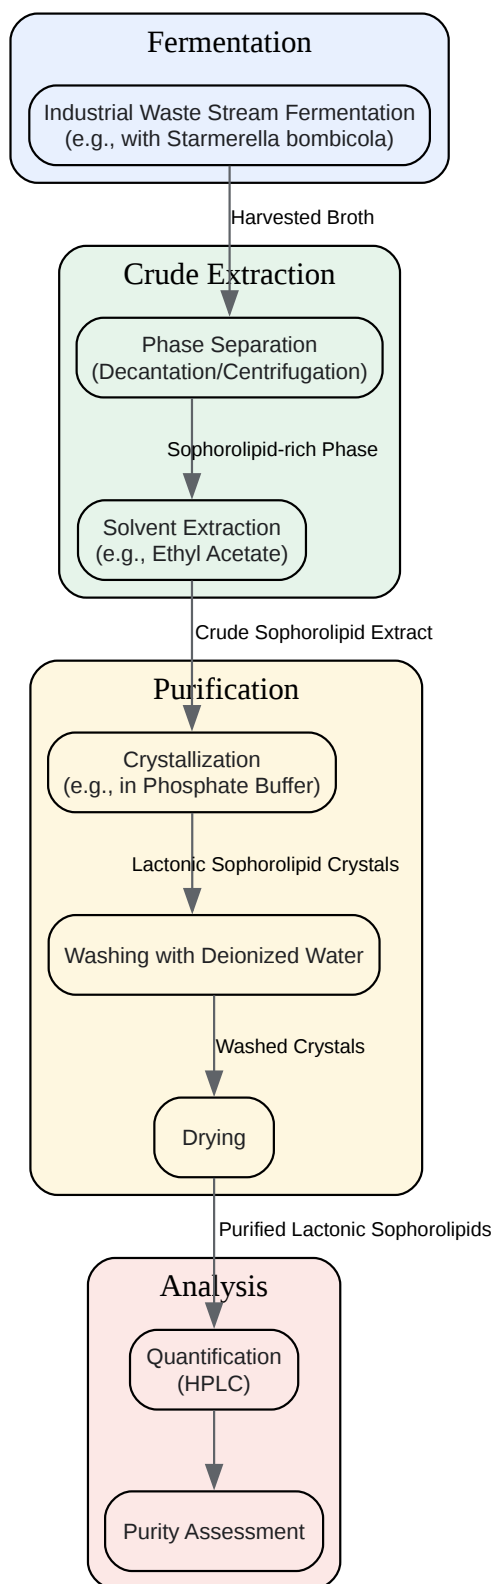 Fermentation
Industrial Waste Stream Fermentation
(e.g., with Starmerella bombicola)
Harvested Broth
Crude Extraction
Phase Separation
(Decantation/Centrifugation)
Sophorolipid-rich Phase
Solvent Extraction
(e.g., Ethyl Acetate)
Crude Sophorolipid Extract
Purification
Crystallization
(e.g., in Phosphate Buffer)
Lactonic Sophorolipid Crystals
Washing with Deionized Water
Washed Crystals
Drying
Purified Lactonic Sophorolipids
Analysis
Quantification
(HPLC)
Purity Assessment